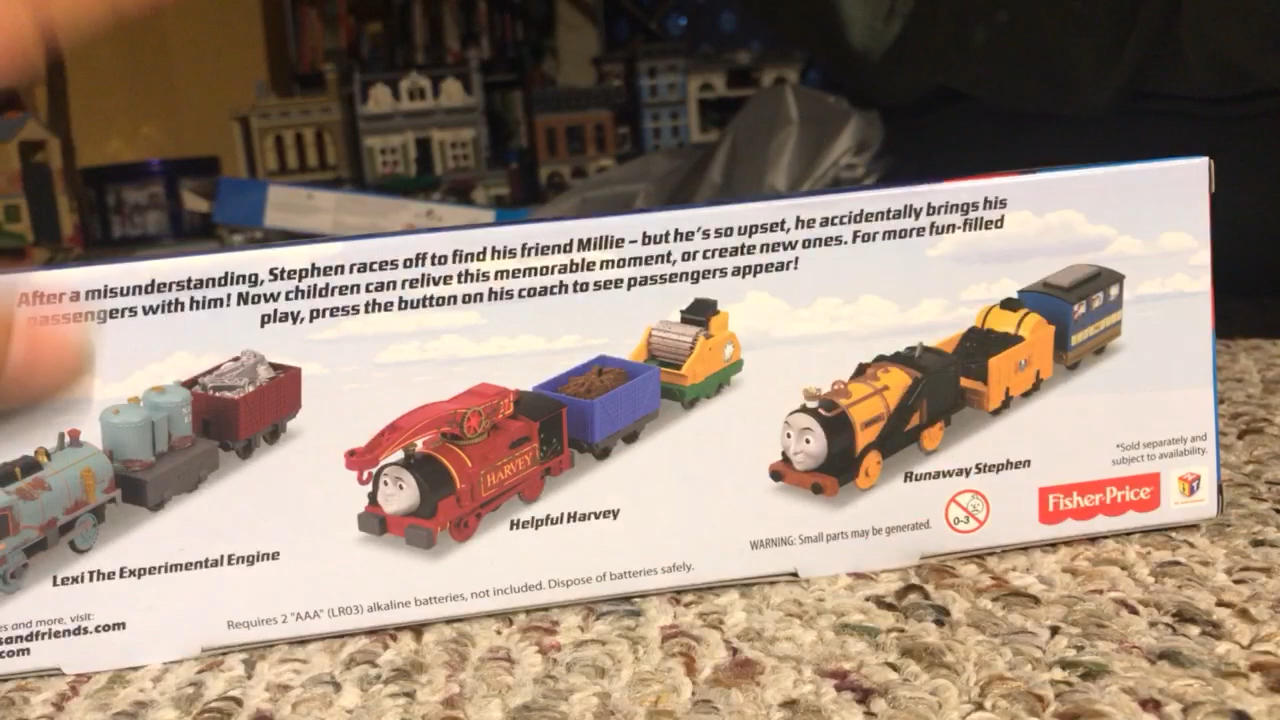 After a misunderstanding, Stephen races off to find his friend Millie – but he's so upset, he accidentally brings his
passengers with him! Now children can relive this memorable moment, or create new ones. For more fun-filled
play, press the button on his coach to see passengers appear!
HARVEY
Lexi The Experimental Engine
Helpful Harvey
Runaway Stephen
*Sold separately and
subject to availability.
Fisher-Price
0-3
WARNING: Small parts may be generated.
Requires 2 "AAA" (LR03) alkaline batteries, not included. Dispose of batteries safely.
es and more, visit:
sandfriends.com
com